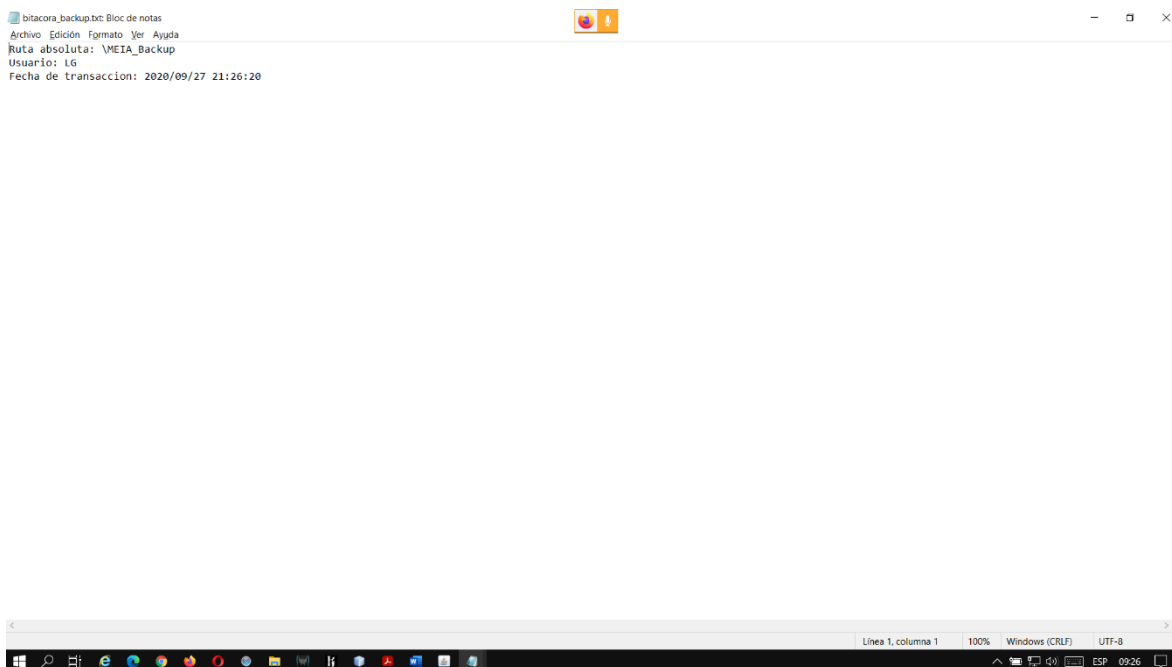 bitacora_backup.txt: Bloc de notas
Archivo Edición Formato Ver Ayuda
Ruta absoluta: \MEIA_Backup
Usuario: LG
Fecha de transaccion: 2020/09/27 21:26:20
Línea 1, columna 1 100% Windows (CRLF) UTF-8
ESP 09:26